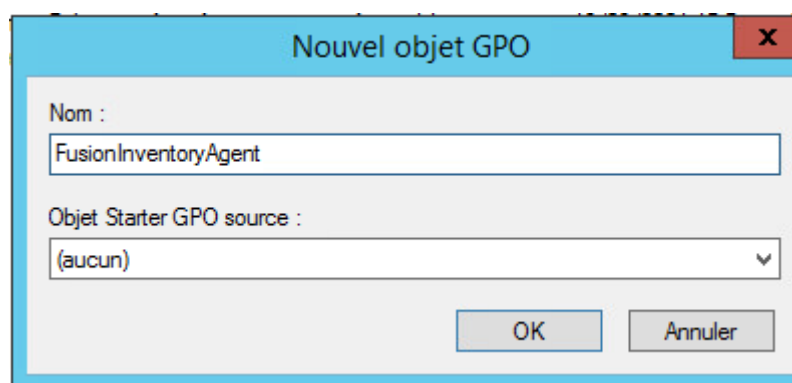 Nouvel objet GPO
x
Nom :
FusionInventoryAgent
Objet Starter GPO source :
(aucun)
OK
Annuler